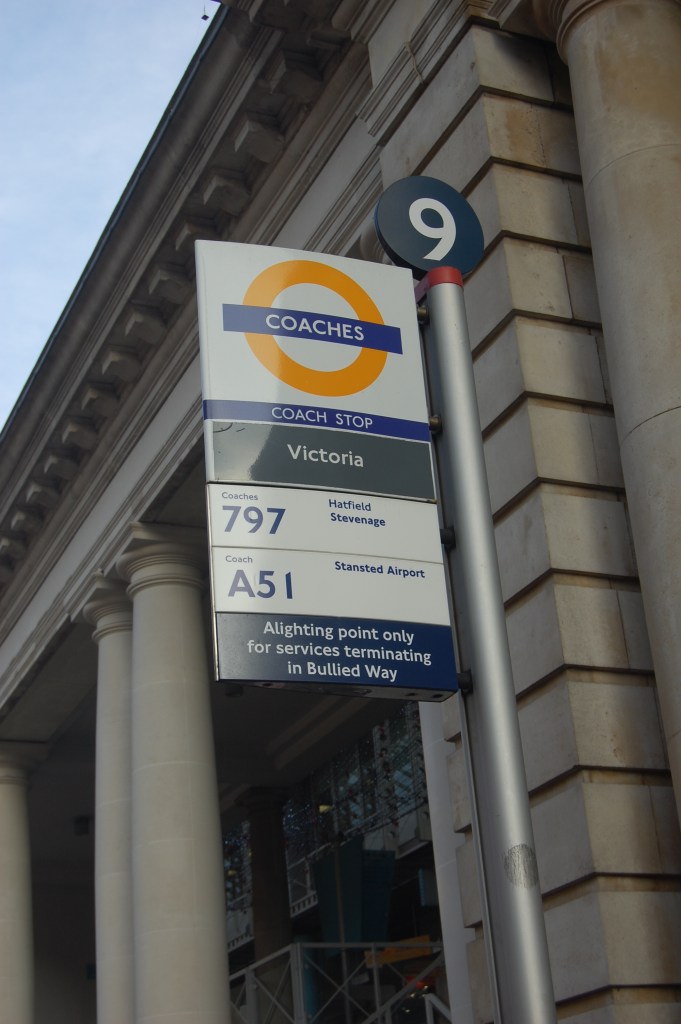 9
COACHES
COACH STOP
Victoria
Coaches
797
Hatfield
Stevenage
Coach
A51
Stansted Airport
Alighting point only
for services terminating
in Bullied Way